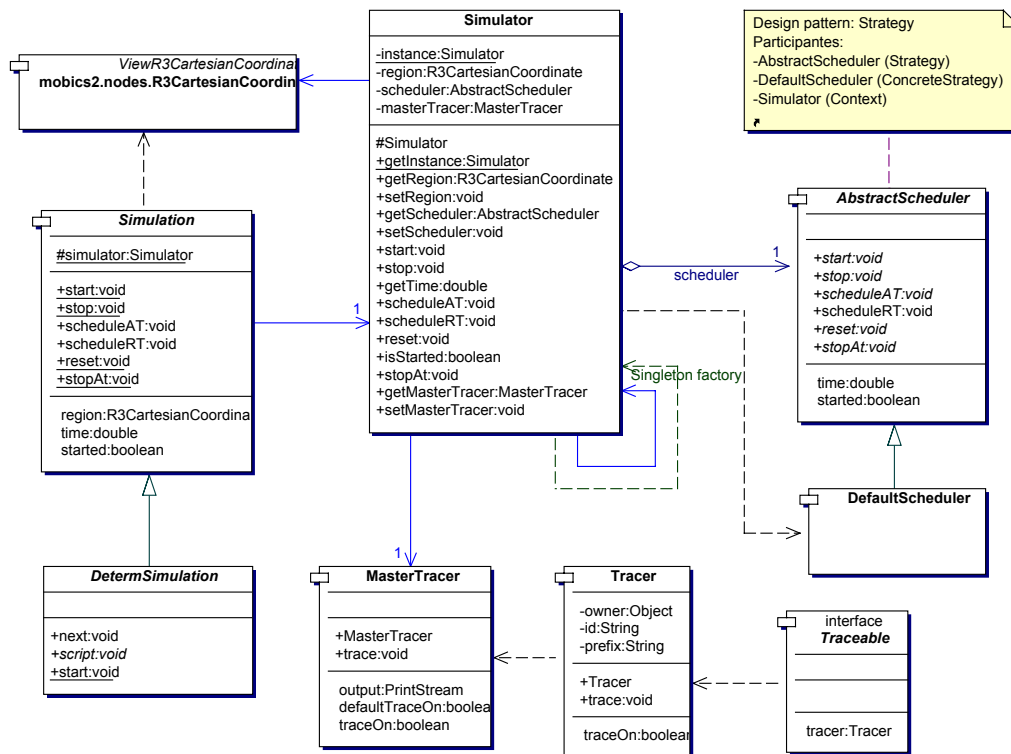 ViewR3CartesianCoordinat
mobics2.nodes.R3CartesianCoordin
Simulator
-instance:Simulator
-region:R3CartesianCoordinate
-scheduler:AbstractScheduler
-masterTracer:MasterTracer
#Simulator
+getInstance:Simulator
+getRegion:R3CartesianCoordinate
+setRegion:void
+getScheduler:AbstractScheduler
+setScheduler:void
+start:void
+stop:void
+getTime:double
+scheduleAT:void
+scheduleRT:void
+reset:void
+isStarted:boolean
+stopAt:void
+getMasterTracer:MasterTracer
+setMasterTracer:void
Design pattern: Strategy
Participantes:
-AbstractScheduler (Strategy)
-DefaultScheduler (ConcreteStrategy)
-Simulator (Context)
Simulation
#simulator:Simulator
+start:void
+stop:void
+scheduleAT:void
+scheduleRT:void
+reset:void
+stopAt:void
region:R3CartesianCoordina
time:double
started:boolean
1
scheduler
1
Singleton factory
AbstractScheduler
+start:void
+stop:void
+scheduleAT:void
+scheduleRT:void
+reset:void
+stopAt:void
time:double
started:boolean
DefaultScheduler
1
DetermSimulation
+next:void
+script:void
+start:void
MasterTracer
+MasterTracer
+trace:void
output:PrintStream
defaultTraceOn:boolea
traceOn:boolean
Tracer
-owner:Object
-id:String
-prefix:String
+Tracer
+trace:void
traceOn:boolean
interface
Traceable
tracer:Tracer